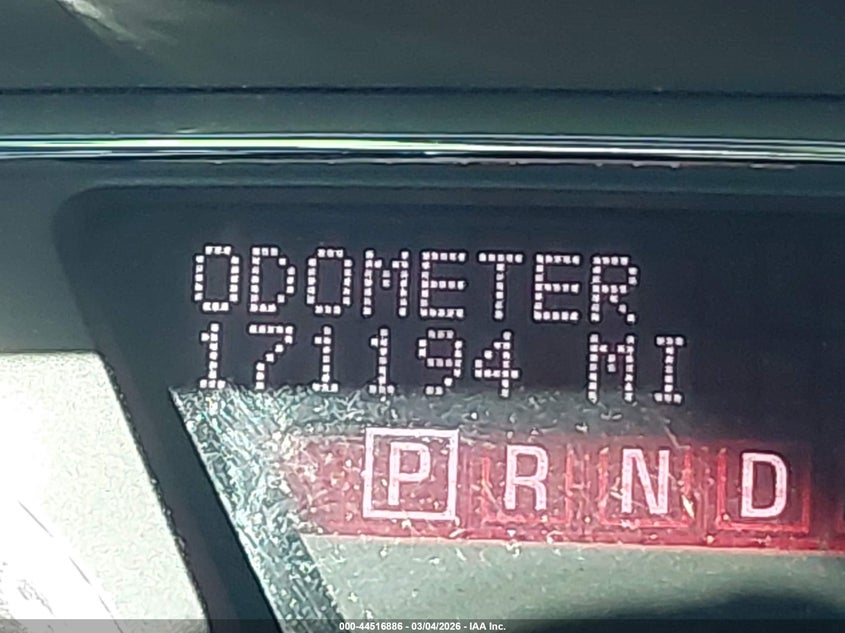 ODOMETER
171194 MI
P R N D
000-44516886 - 03/04/2026 - IAA Inc.